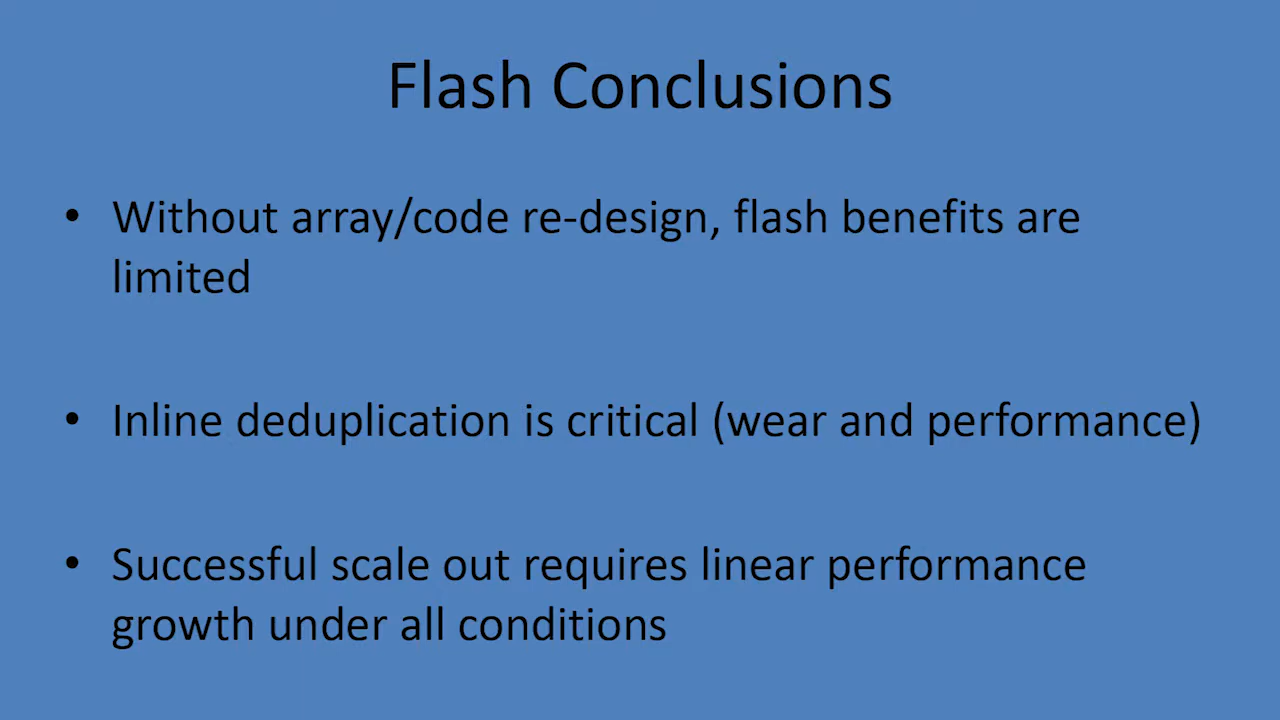 Flash Conclusions
• Without array/code re-design, flash benefits are
limited
• Inline deduplication is critical (wear and performance)
• Successful scale out requires linear performance
growth under all conditions